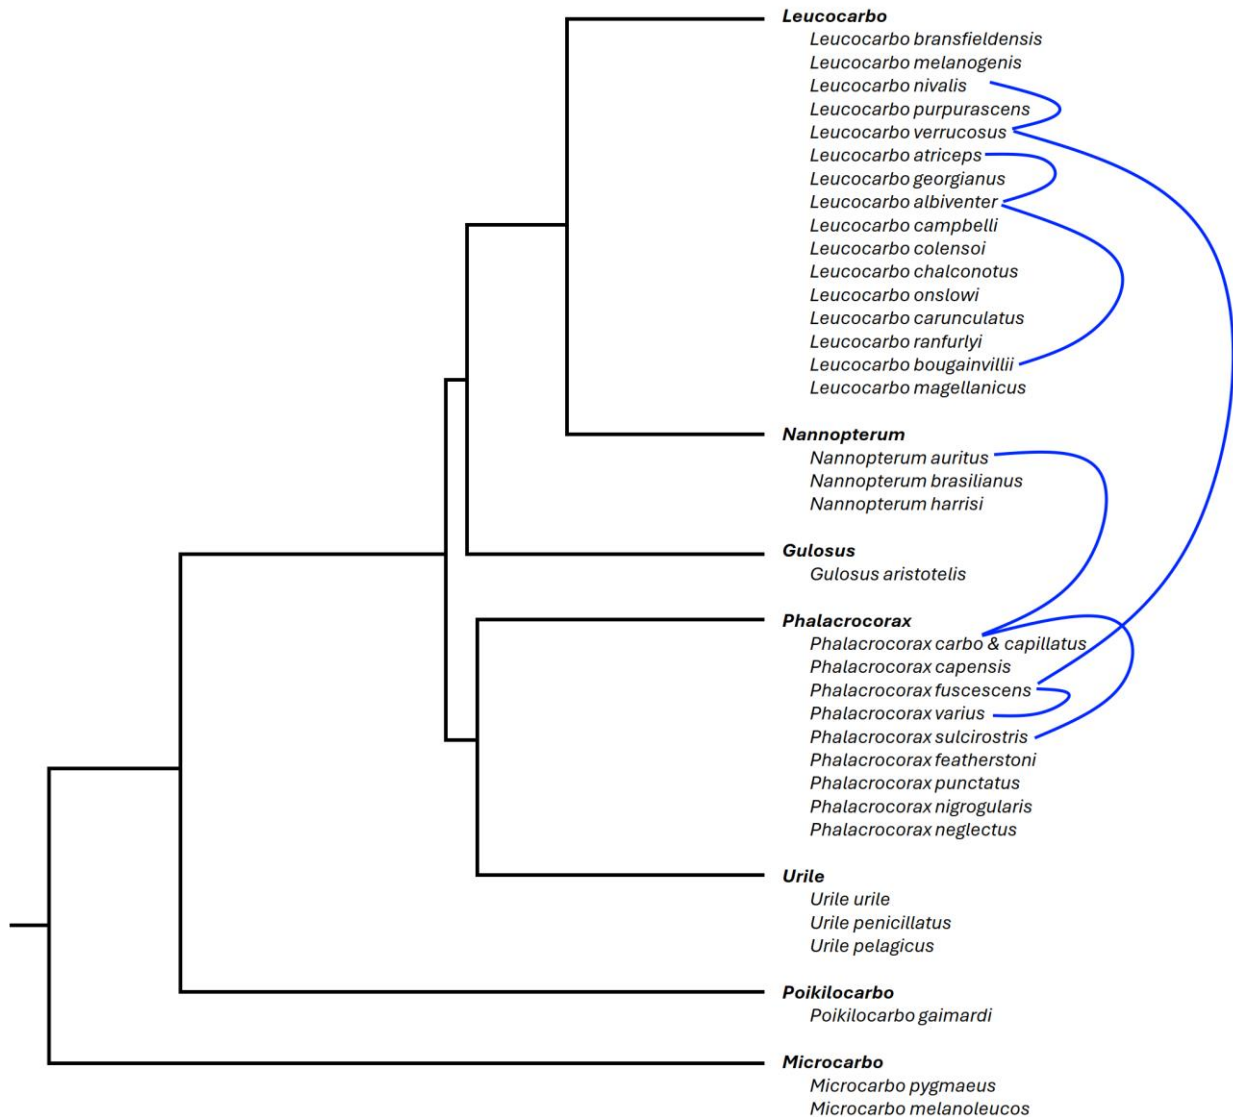 Leucocarbo
Leucocarbo bransfieldensis
Leucocarbo melanogenis
Leucocarbo nivalis
Leucocarbo purpurascens
Leucocarbo verrucosus
Leucocarbo atriceps
Leucocarbo georgianus
Leucocarbo albiventer
Leucocarbo campbelli
Leucocarbo colensoi
Leucocarbo chalconotus
Leucocarbo onslowi
Leucocarbo carunculatus
Leucocarbo ranfurlyi
Leucocarbo bougainvillii
Leucocarbo magellanicus
Nannopterum
Nannopterum auritus
Nannopterum brasilianus
Nannopterum harrisi
Gulosus
Gulosus aristotelis
Phalacrocorax
Phalacrocorax carbo & capillatus
Phalacrocorax capensis
Phalacrocorax fuscescens
Phalacrocorax varius
Phalacrocorax sulcirostris
Phalacrocorax featherstoni
Phalacrocorax punctatus
Phalacrocorax nigrogularis
Phalacrocorax neglectus
Urile
Urile urile
Urile penicillatus
Urile pelagicus
Poikilocarbo
Poikilocarbo gaimardi
Microcarbo
Microcarbo pygmaeus
Microcarbo melanoleucos